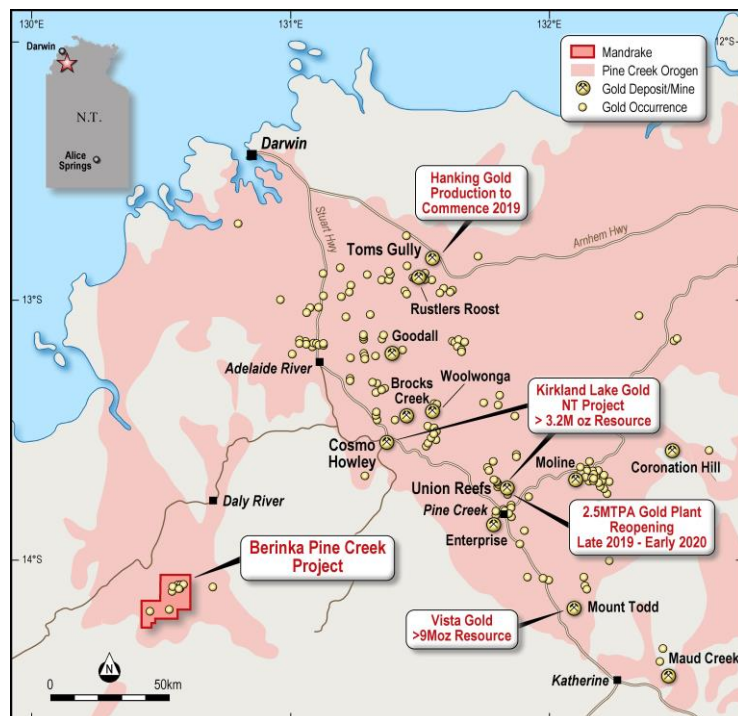 130°E
131°E
132°E
12°S
Darwin
N.T.
Alice
Springs
Mandrake
Pine Creek Orogen
Gold Deposit/Mine
Gold Occurrence
Darwin
Stuart Hwy
Arnhem Hwy
Hanking Gold
Production to
Commence 2019
Toms Gully
Rustlers Roost
13°S
Goodall
Adelaide River
Brocks
Creek
Woolwonga
Kirkland Lake Gold
NT Project
> 3.2M oz Resource
Cosmo
Howley
Moline
Coronation Hill
Union Reefs
Daly River
Pine Creek
2.5MTPA Gold Plant
Reopening
Late 2019 - Early 2020
Enterprise
14°S
Berinka Pine Creek
Project
Mount Todd
Vista Gold
>9Moz Resource
Maud Creek
Katherine
N
0
50km